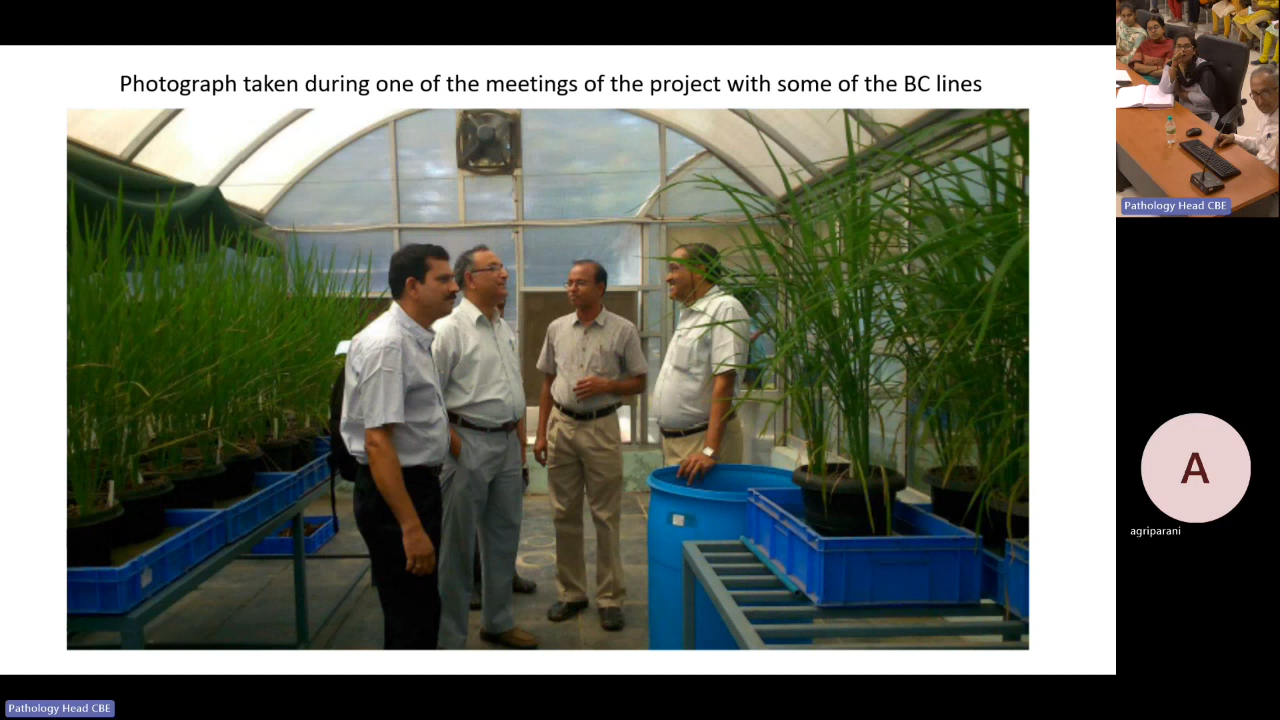 Photograph taken during one of the meetings of the project with some of the BC lines
Pathology Head CBE
A
agriparani
Pathology Head CBE